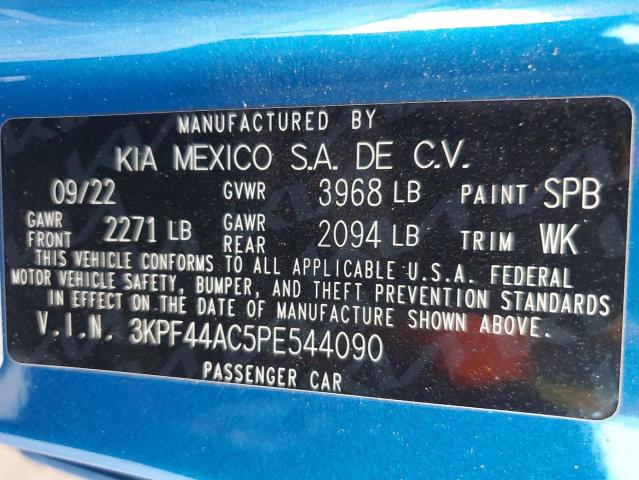 MANUFACTURED BY
KIA MEXICO S.A. DE C.V.
09/22 GVWR 3968 LB PAINT SPB
GAWR FRONT 2271 LB GAWR REAR 2094 LB TRIM WK
THIS VEHICLE CONFORMS TO ALL APPLICABLE U.S.A. FEDERAL
MOTOR VEHICLE SAFETY, BUMPER, AND THEFT PREVENTION STANDARDS
IN EFFECT ON THE DATE OF MANUFACTURE SHOWN ABOVE.
V.I.N. 3KPF44AC5PE544090
PASSENGER CAR